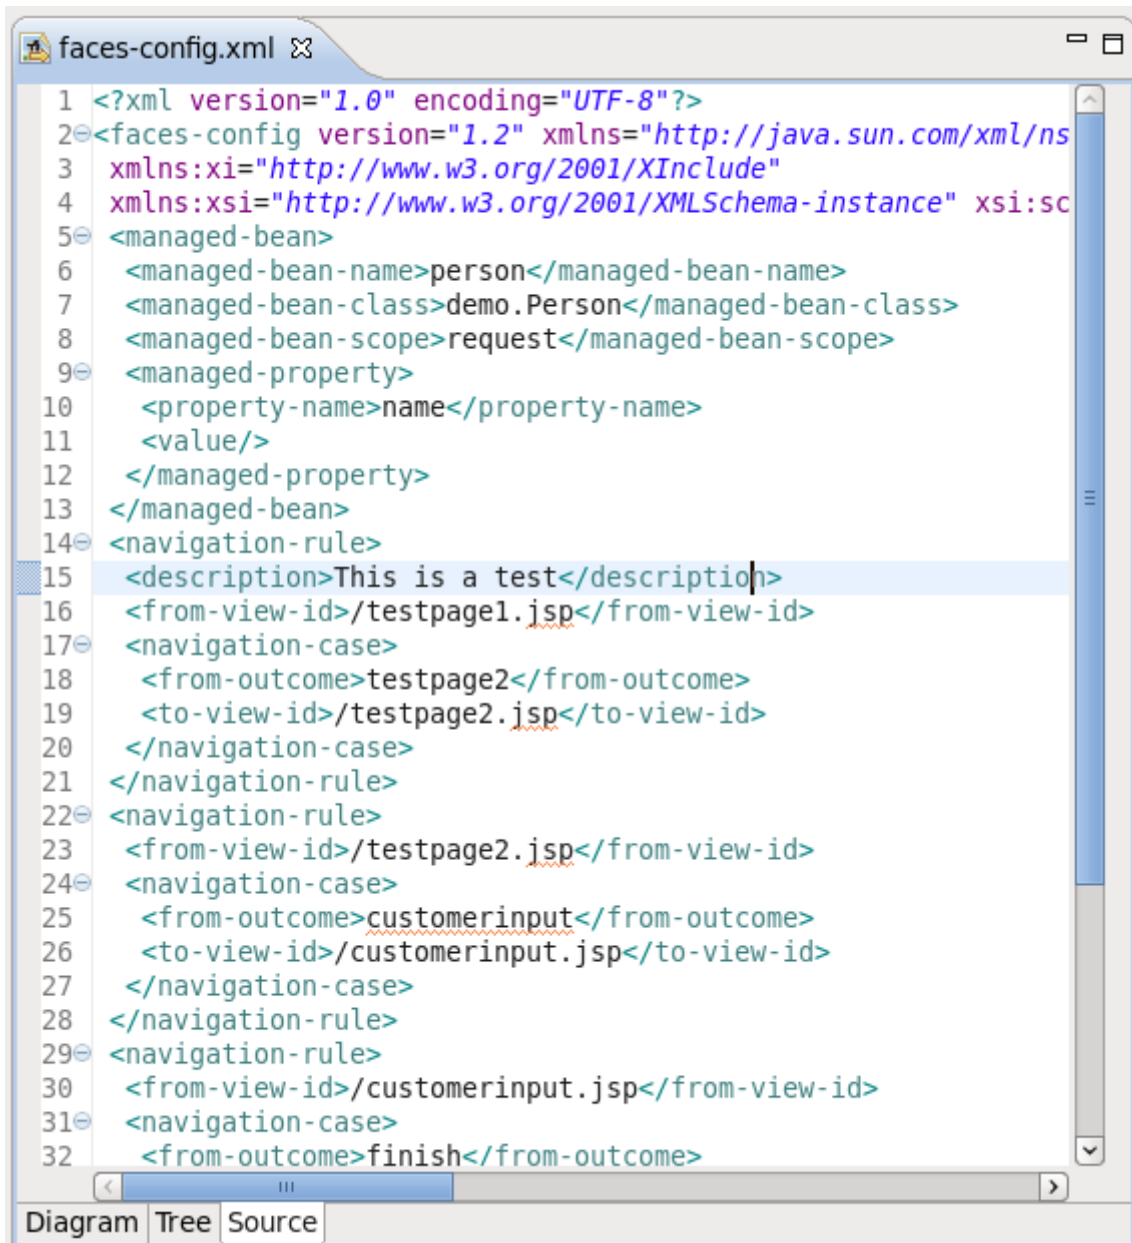 faces-config.xml
1 <?xml version="1.0" encoding="UTF-8"?>
2 <faces-config version="1.2" xmlns="http://java.sun.com/xml/ns
3 xmlns:xi="http://www.w3.org/2001/XInclude"
4 xmlns:xsi="http://www.w3.org/2001/XMLSchema-instance" xsi:sc
5 <managed-bean>
6 <managed-bean-name>person</managed-bean-name>
7 <managed-bean-class>demo.Person</managed-bean-class>
8 <managed-bean-scope>request</managed-bean-scope>
9 <managed-property>
10 <property-name>name</property-name>
11 <value/>
12 </managed-property>
13 </managed-bean>
14 <navigation-rule>
15 <description>This is a test</description>
16 <from-view-id>/testpage1.jsp</from-view-id>
17 <navigation-case>
18 <from-outcome>testpage2</from-outcome>
19 <to-view-id>/testpage2.jsp</to-view-id>
20 </navigation-case>
21 </navigation-rule>
22 <navigation-rule>
23 <from-view-id>/testpage2.jsp</from-view-id>
24 <navigation-case>
25 <from-outcome>customerinput</from-outcome>
26 <to-view-id>/customerinput.jsp</to-view-id>
27 </navigation-case>
28 </navigation-rule>
29 <navigation-rule>
30 <from-view-id>/customerinput.jsp</from-view-id>
31 <navigation-case>
32 <from-outcome>finish</from-outcome>
Diagram Tree Source